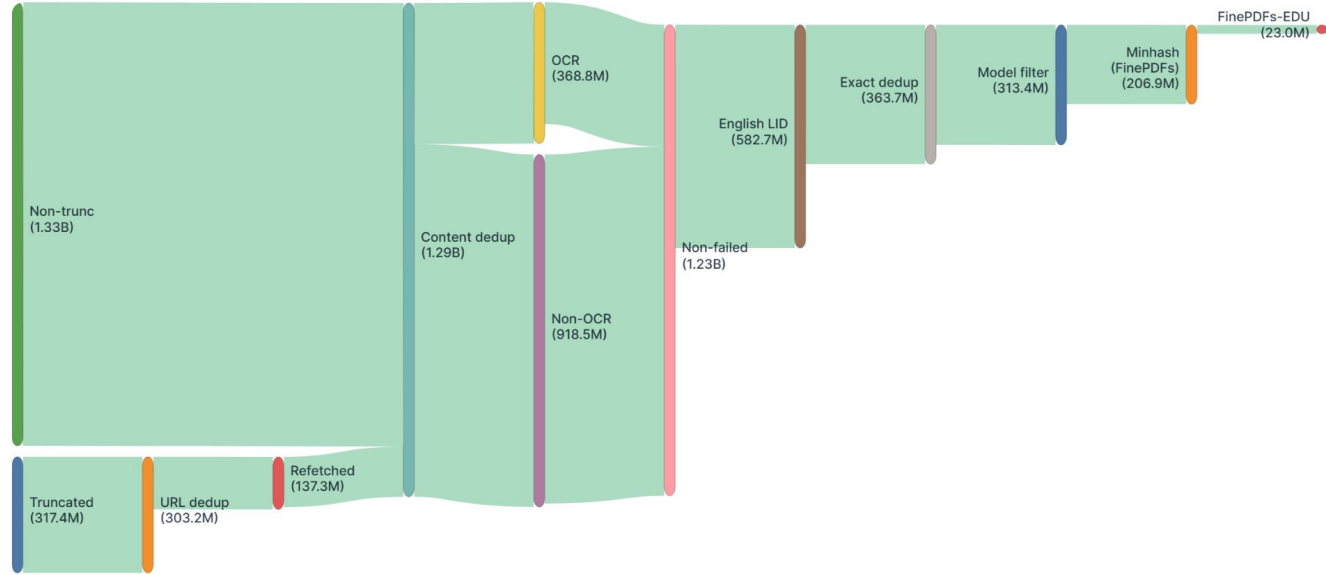 Non-trunc
(1.33B)
Truncated
(317.4M)
URL dedup
(303.2M)
Refetched
(137.3M)
Content dedup
(1.29B)
OCR
(368.8M)
Non-OCR
(918.5M)
Non-failed
(1.23B)
English LID
(582.7M)
Exact dedup
(363.7M)
Model filter
(313.4M)
Minhash
(FinePDFs)
(206.9M)
FinePDFs-EDU
(23.0M)